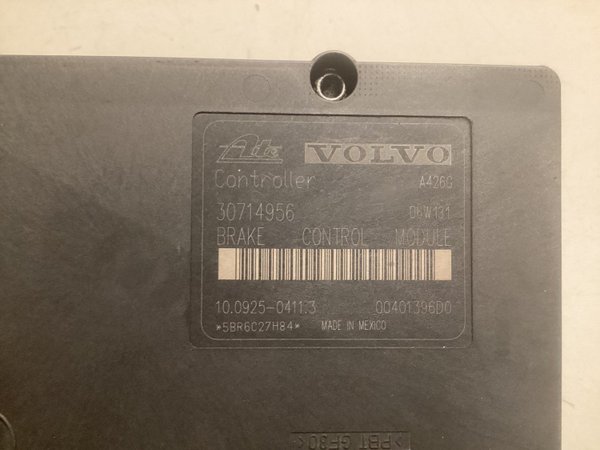 Ate VOLVO
Controller A426G
30714956 06W131
BRAKE CONTROL MODULE
10.0925-0411.3 00401396D0
*5BR6C27H84* MADE IN MEXICO
>PBT GF30<